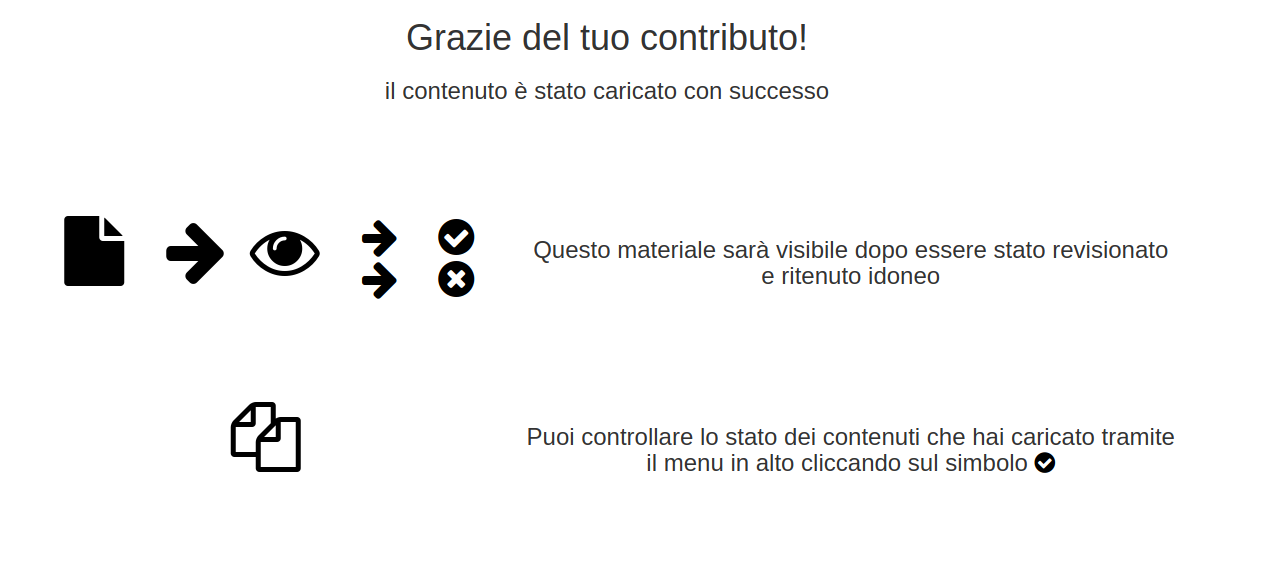 Grazie del tuo contributo!
il contenuto è stato caricato con successo
Questo materiale sarà visibile dopo essere stato revisionato
e ritenuto idoneo
Puoi controllare lo stato dei contenuti che hai caricato tramite
il menu in alto cliccando sul simbolo